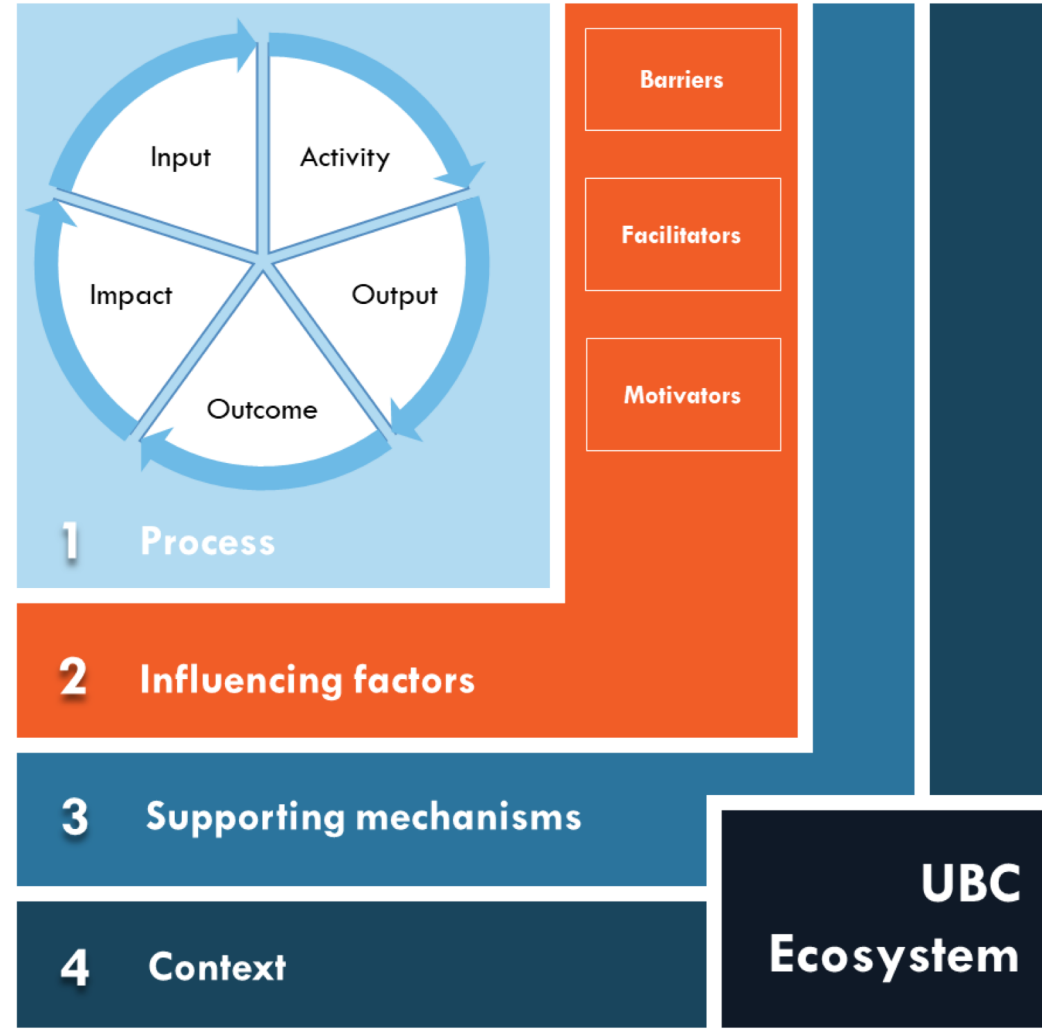 Input
Activity
Impact
Output
Outcome
1 Process
Barriers
Facilitators
Motivators
2 Influencing factors
3 Supporting mechanisms
4 Context
UBC
Ecosystem